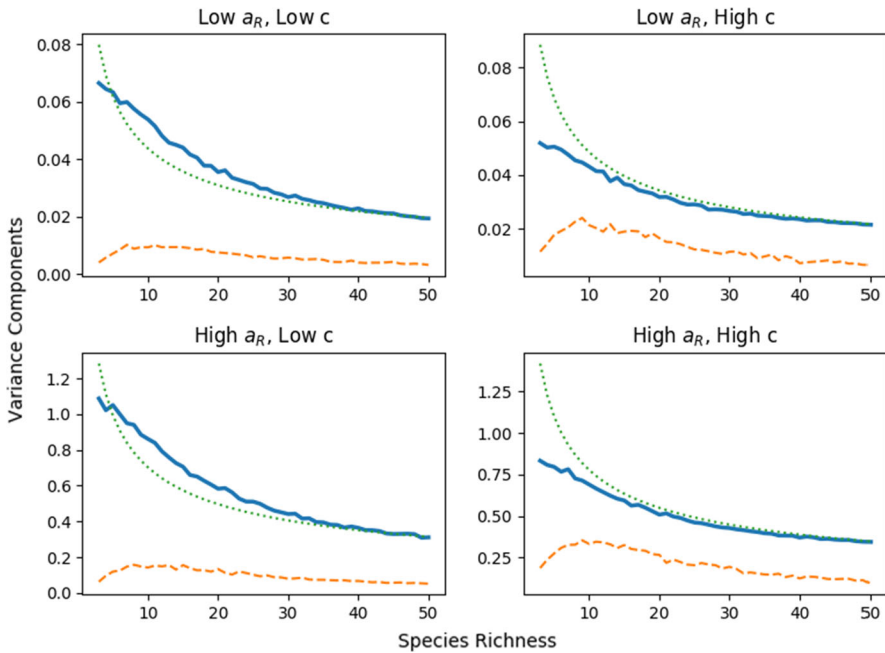 Low a_R, Low c
Low a_R, High c
0.08
0.06
0.04
0.02
0.00
10 20 30 40 50
0.08
0.06
0.04
0.02
10 20 30 40 50
Variance Components
High a_R, Low c
High a_R, High c
1.2
1.0
0.8
0.6
0.4
0.2
0.0
10 20 30 40 50
1.25
1.00
0.75
0.50
0.25
10 20 30 40 50
Species Richness